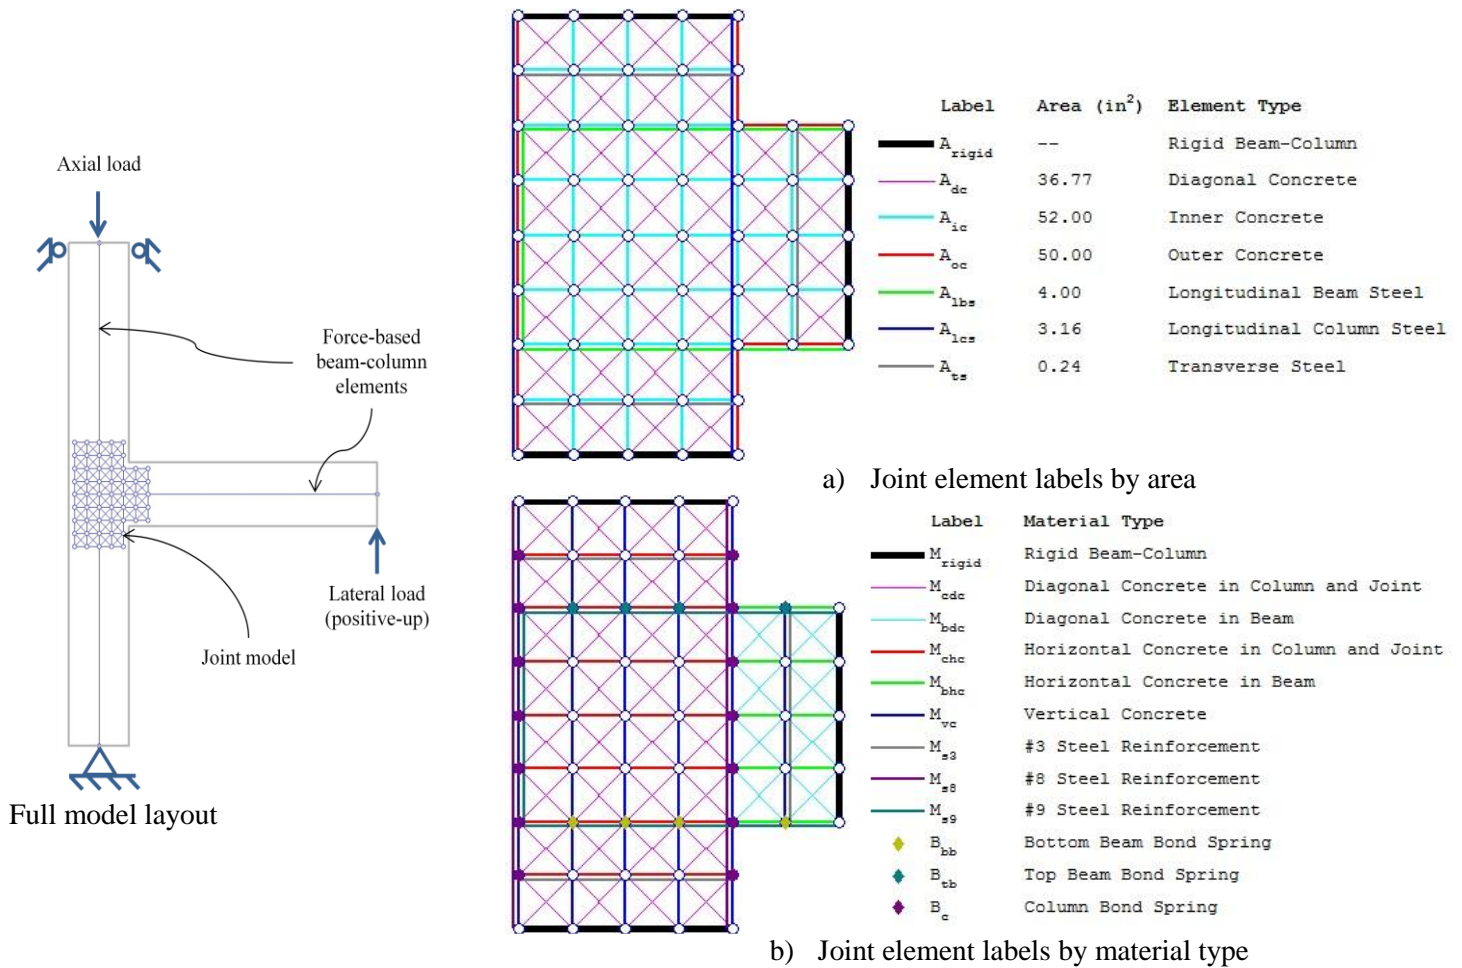 Axial load
Force-based
beam-column
elements
Lateral load
(positive-up)
Joint model
Full model layout
Label Area (in²) Element Type
A_rigid -- Rigid Beam-Column
A_dc 36.77 Diagonal Concrete
A_ic 52.00 Inner Concrete
A_oc 50.00 Outer Concrete
A_lbs 4.00 Longitudinal Beam Steel
A_lcs 3.16 Longitudinal Column Steel
A_ts 0.24 Transverse Steel
a) Joint element labels by area
Label Material Type
M_rigid Rigid Beam-Column
M_cdc Diagonal Concrete in Column and Joint
M_bdc Diagonal Concrete in Beam
M_chc Horizontal Concrete in Column and Joint
M_bhc Horizontal Concrete in Beam
M_vc Vertical Concrete
M_s3 #3 Steel Reinforcement
M_s8 #8 Steel Reinforcement
M_s9 #9 Steel Reinforcement
B_bb Bottom Beam Bond Spring
B_tb Top Beam Bond Spring
B_c Column Bond Spring
b) Joint element labels by material type